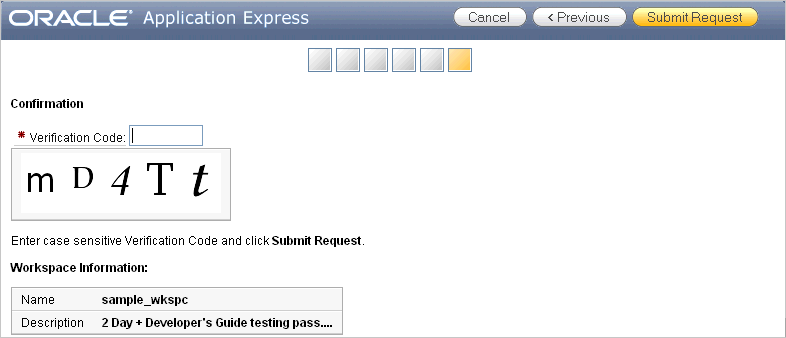 ORACLE Application Express Cancel < Previous Submit Request
Confirmation
* Verification Code:
m D 4 T t
Enter case sensitive Verification Code and click Submit Request.
Workspace Information:
Name sample_wkspc
Description 2 Day + Developer's Guide testing pass....